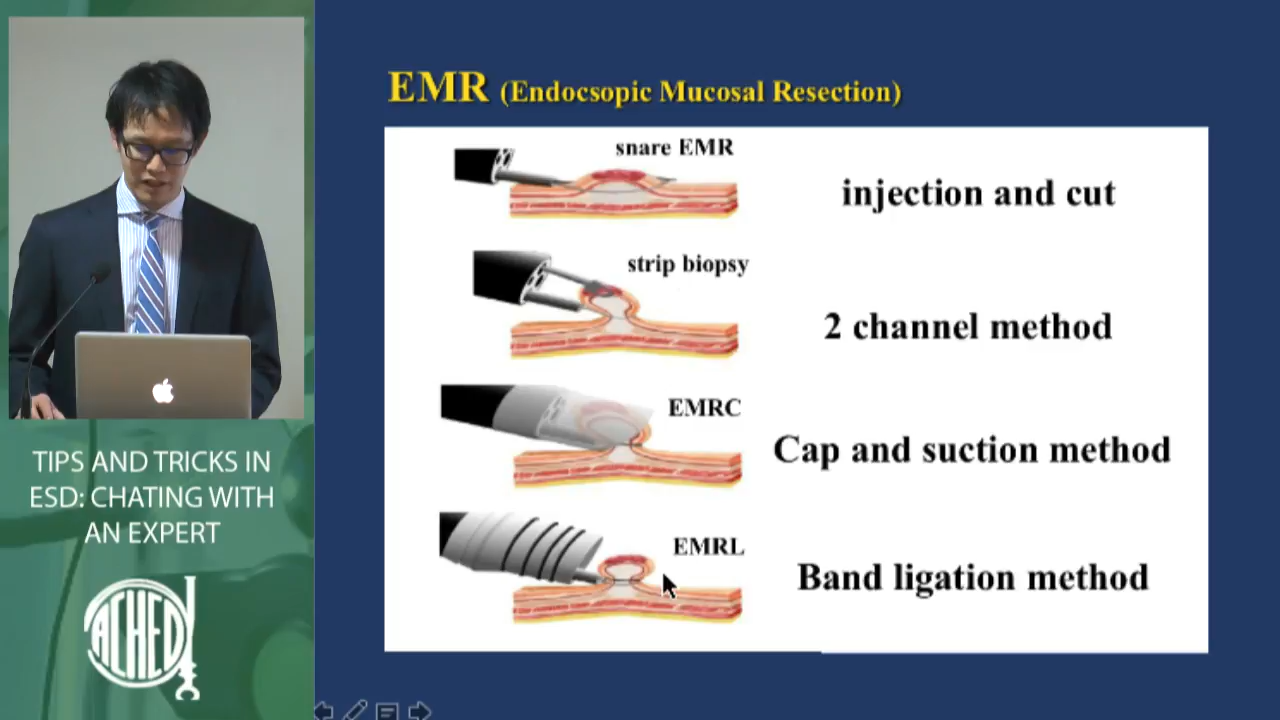 EMR (Endocsopic Mucosal Resection)
snare EMR
injection and cut
strip biopsy
2 channel method
EMRC
Cap and suction method
EMRL
Band ligation method
TIPS AND TRICKS IN
ESD: CHATING WITH
AN EXPERT
ACHED